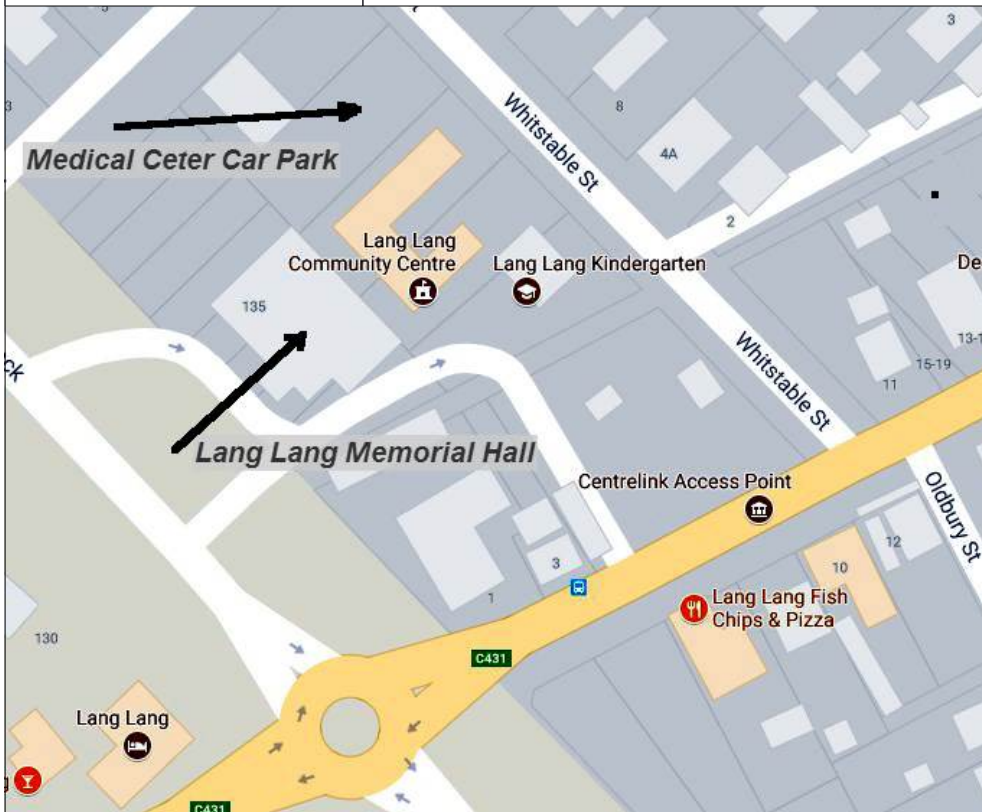 3
8
Whitstable St
Medical Ceter Car Park
4A
2
Lang Lang
Community Centre
Lang Lang Kindergarten
De
135
13-1
15-19
11
ck
Whitstable St
Lang Lang Memorial Hall
Centrelink Access Point
Oldbury St
12
10
3
1
Lang Lang Fish
Chips & Pizza
130
C431
Lang Lang
C431